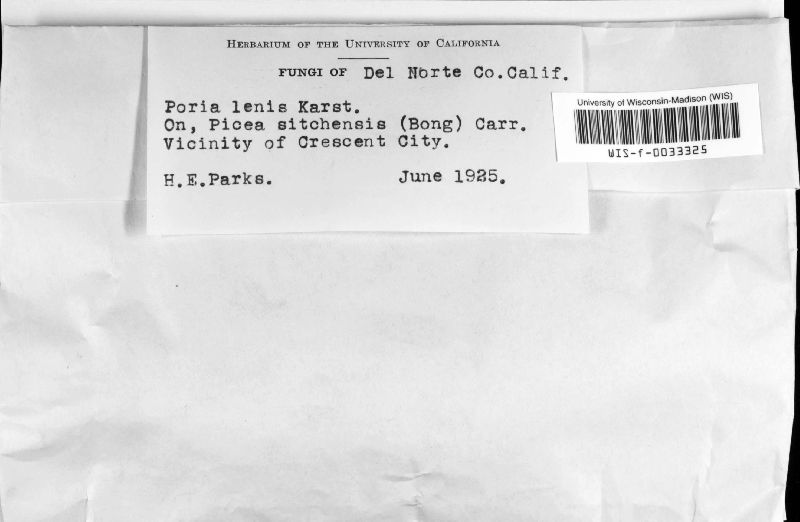 HERBARIUM OF THE UNIVERSITY OF CALIFORNIA
FUNGI OF Del Norte Co.Calif.
Poria lenis Karst.
On, Picea sitchensis (Bong) Carr.
Vicinity of Crescent City.
H.E.Parks. June 1925.
University of Wisconsin-Madison (WIS)
WIS-f-0033325